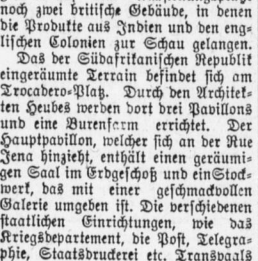 noch zwei britische Gebäude, in denen
die Produkte aus Indien und den eng-
lischen Colonien zur Schau gelangen.
Das der Südafrikanischen Republik
eingeräumte Terrain befindet sich am
Trocadero-Platz. Durch den Architek-
ten Heubes werden dort drei Pavillons
und eine Burenfarm errichtet. Der
Hauptpavillon, welcher sich an der Rue
Jena hinzieht, enthält einen geräumi-
gen Saal im Erdgeschoß und ein Stock-
werk, das mit einer geschmackvollen
Galerie umgeben ist. Die verschiedenen
staatlichen Einrichtungen, wie das
Kriegsdepartement, die Post, Telegra-
phie, Staatsdruckerei etc. Transvaals